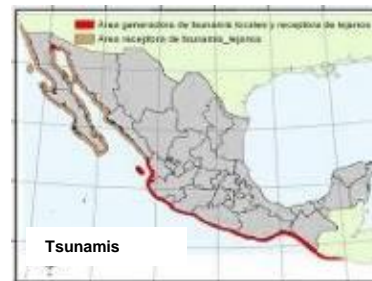 Area generadora de tsunamis locales y receptora de lejanos
Area receptora de tsunamis_lejanos
Tsunamis